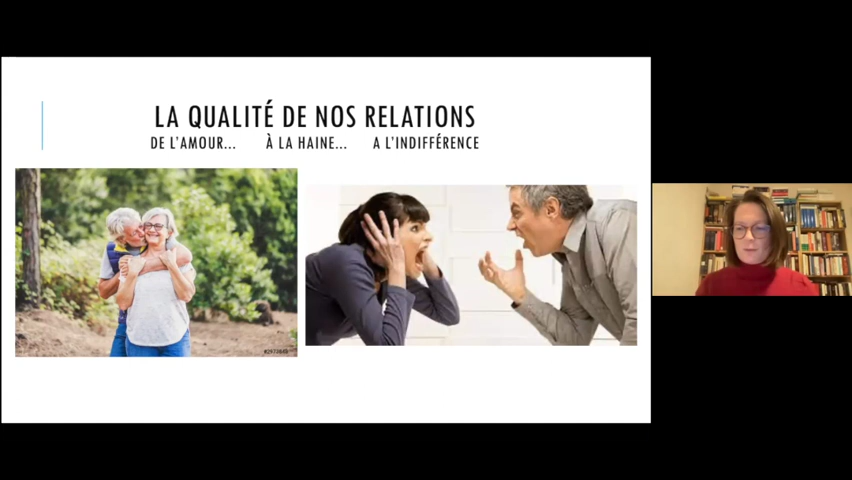 LA QUALITÉ DE NOS RELATIONS
DE L'AMOUR... À LA HAINE... A L'INDIFFÉRENCE